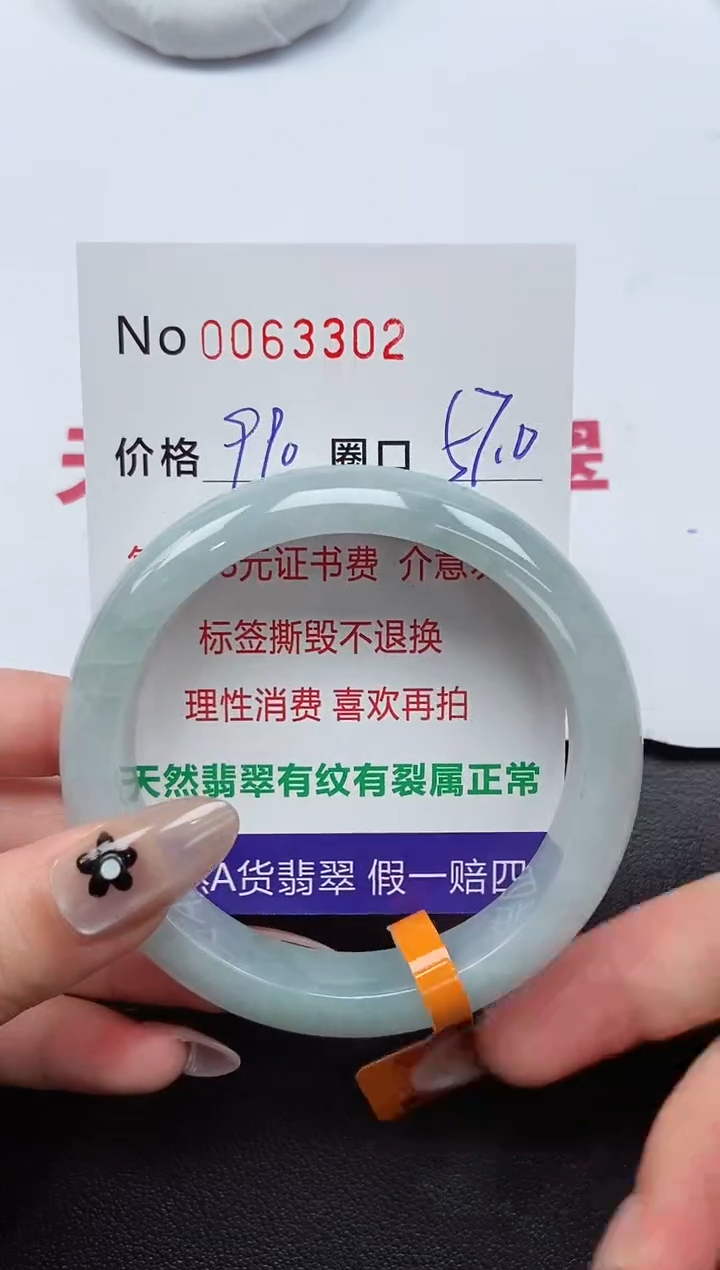 No 0063302
价格 910 圈口 57.0
元证书费 介意
标签撕毁不退换
理性消费 喜欢再拍
天然翡翠有纹有裂属正常
A货翡翠 假一赔四